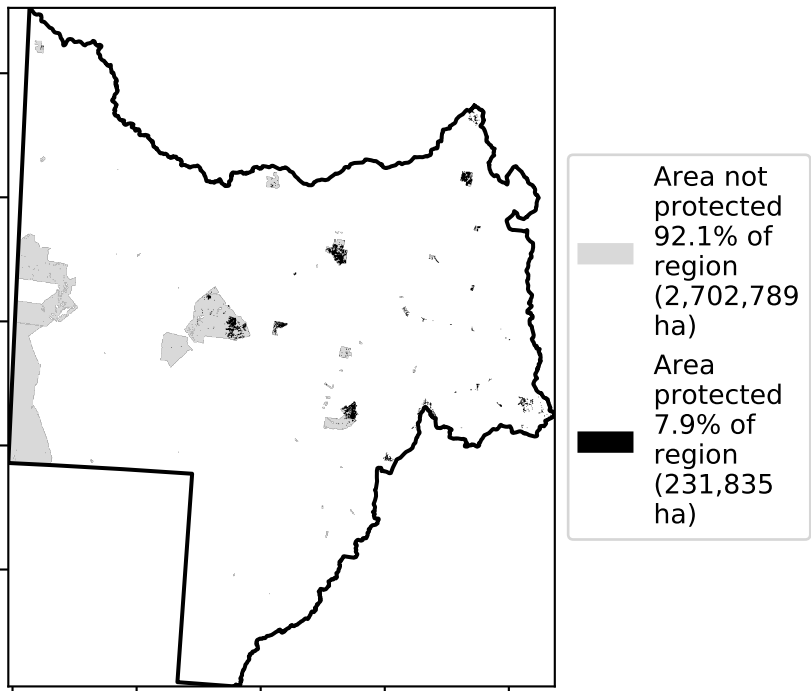 Area not
protected
92.1% of
region
(2,702,789
ha)
Area
protected
7.9% of
region
(231,835
ha)